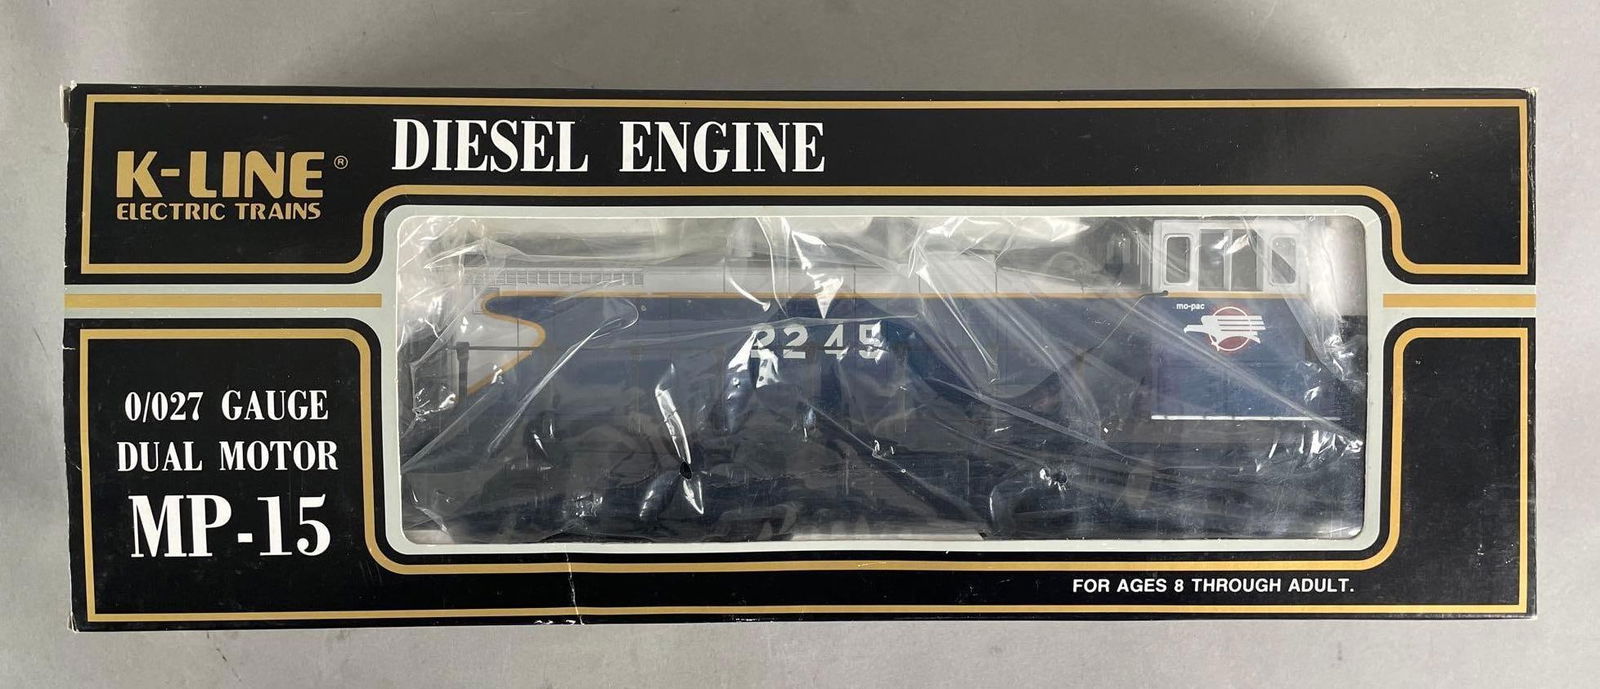 K-LINE®
ELECTRIC TRAINS
DIESEL ENGINE
mo-pac
2245
0/027 GAUGE
DUAL MOTOR
MP-15
FOR AGES 8 THROUGH ADULT.